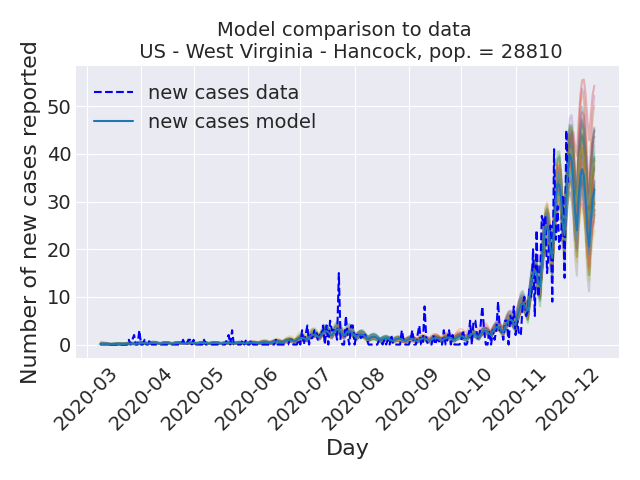 Model comparison to data
US - West Virginia - Hancock, pop. = 28810
Number of new cases reported
new cases data
new cases model
50
40
30
20
10
0
2020-03
2020-04
2020-05
2020-06
2020-07
2020-08
2020-09
2020-10
2020-11
2020-12
Day